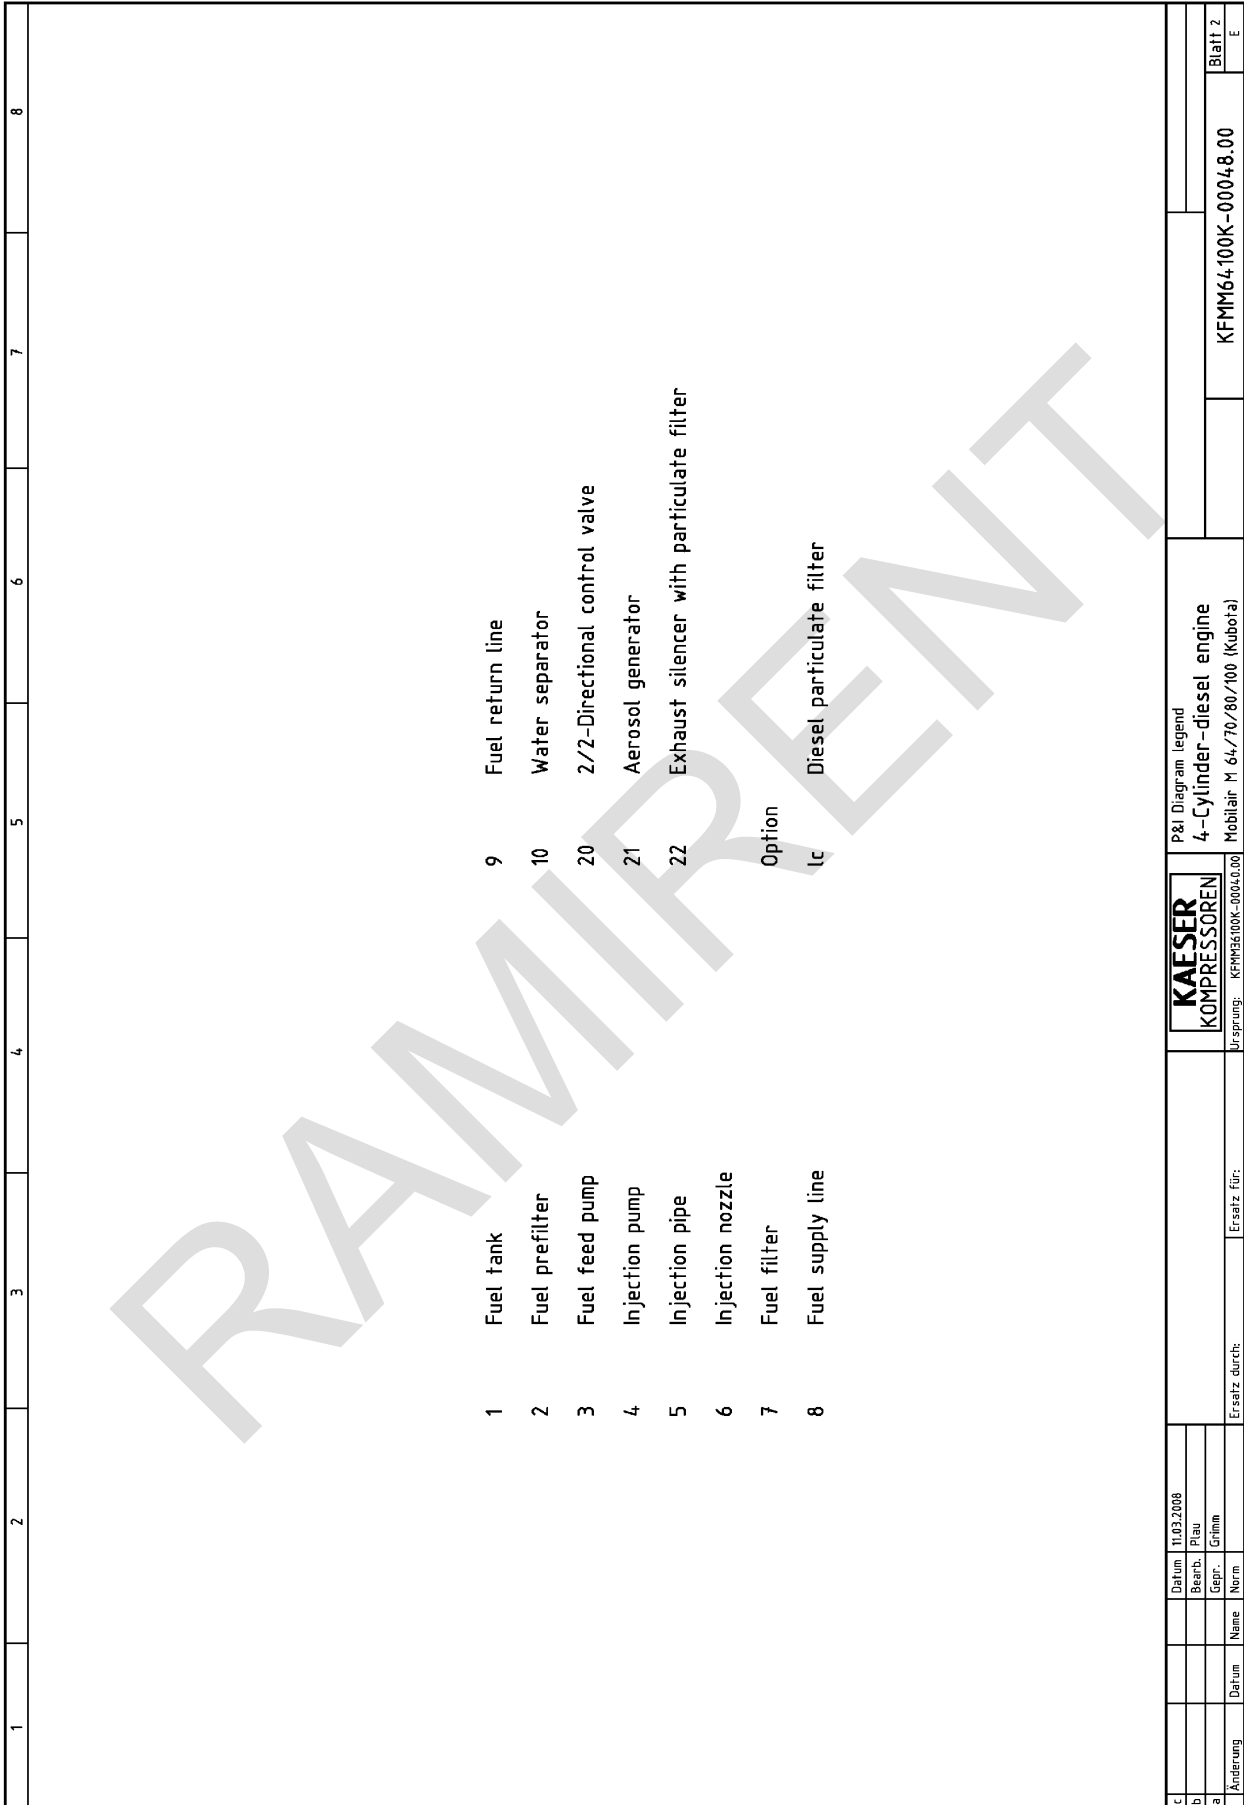 1 2 3 4 5 6 7 8
1 Fuel tank
2 Fuel prefilter
3 Fuel feed pump
4 Injection pump
5 Injection pipe
6 Injection nozzle
7 Fuel filter
8 Fuel supply line
9 Fuel return line
10 Water separator
20 2/2-Directional control valve
21 Aerosol generator
22 Exhaust silencer with particulate filter
Option
lc Diesel particulate filter
RAMIRENT
c
b
a
Änderung Datum Name
Datum 11.03.2008
Bearb. Plau
Gepr. Grimm
Norm
Ersatz durch: Ersatz für:
KAESER
KOMPRESSOREN
Ursprung: KFMM36100K-00040.00
P&I Diagram legend
4-Cylinder-diesel engine
Mobilair M 64/70/80/100 (Kubota)
KFMM64100K-00048.00
Blatt 2
E